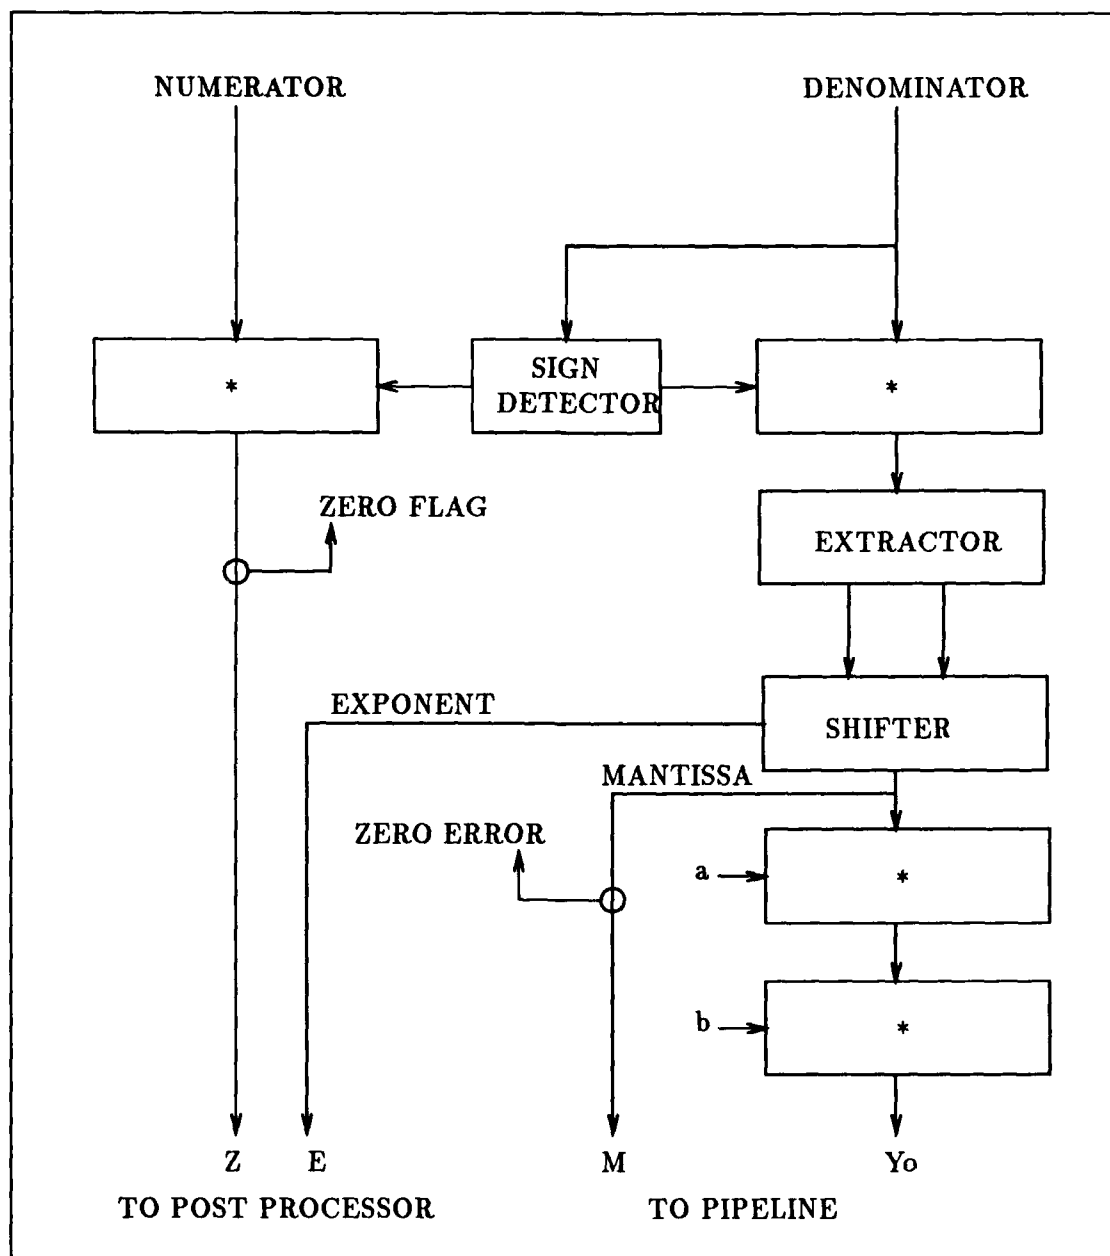 NUMERATOR
DENOMINATOR
*
SIGN
DETECTOR
*
ZERO FLAG
EXTRACTOR
EXPONENT
SHIFTER
MANTISSA
ZERO ERROR
a
*
b
*
Z
E
M
Yo
TO POST PROCESSOR
TO PIPELINE